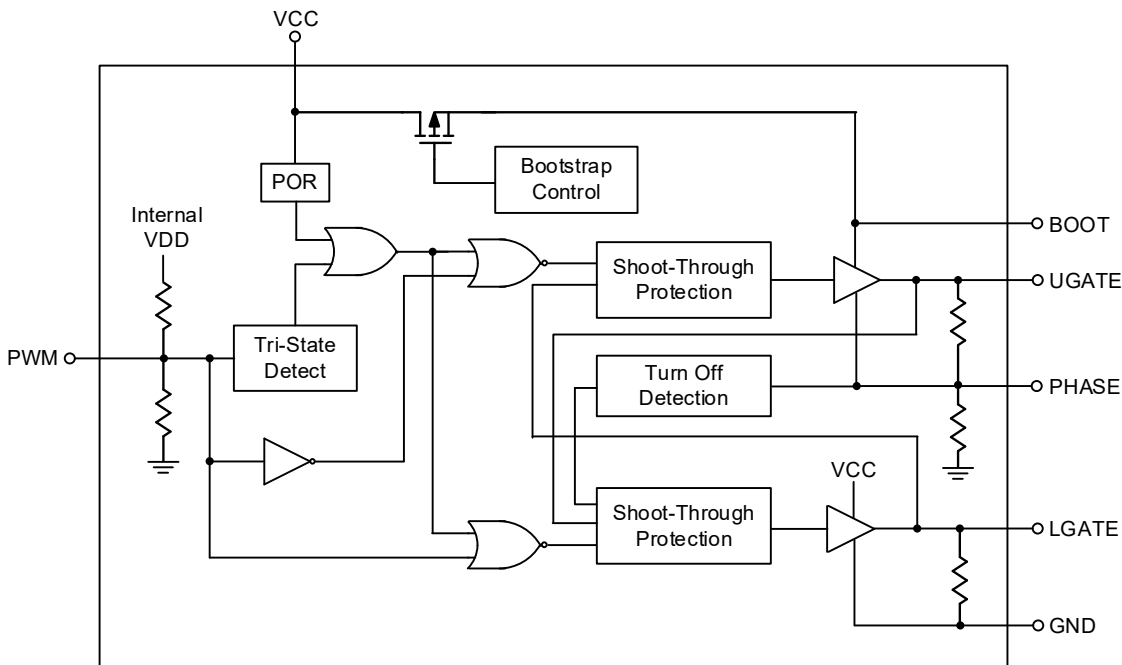 VCC
POR
Bootstrap
Control
Internal
VDD
BOOT
Shoot-Through
Protection
UGATE
PWM
Tri-State
Detect
Turn Off
Detection
PHASE
VCC
Shoot-Through
Protection
LGATE
GND